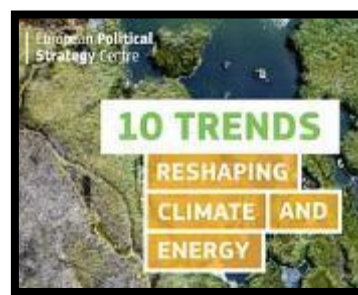 European Political
Strategy Centre
10 TRENDS
RESHAPING
CLIMATE AND
ENERGY